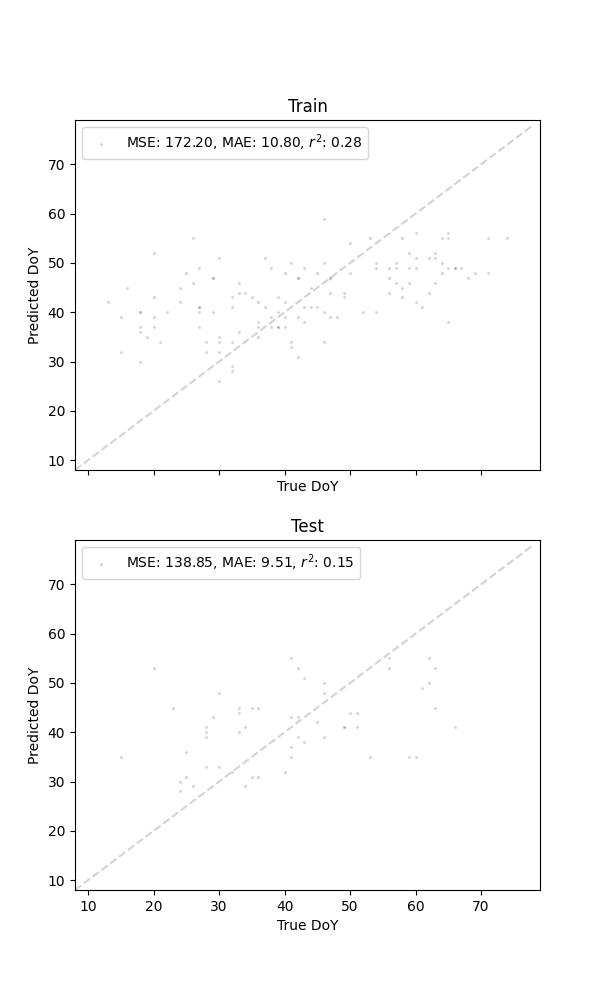 Train
MSE: 172.20, MAE: 10.80, r²: 0.28
70
60
50
40
30
20
10
Predicted DoY
True DoY
Test
MSE: 138.85, MAE: 9.51, r²: 0.15
70
60
50
40
30
20
10
Predicted DoY
10 20 30 40 50 60 70
True DoY